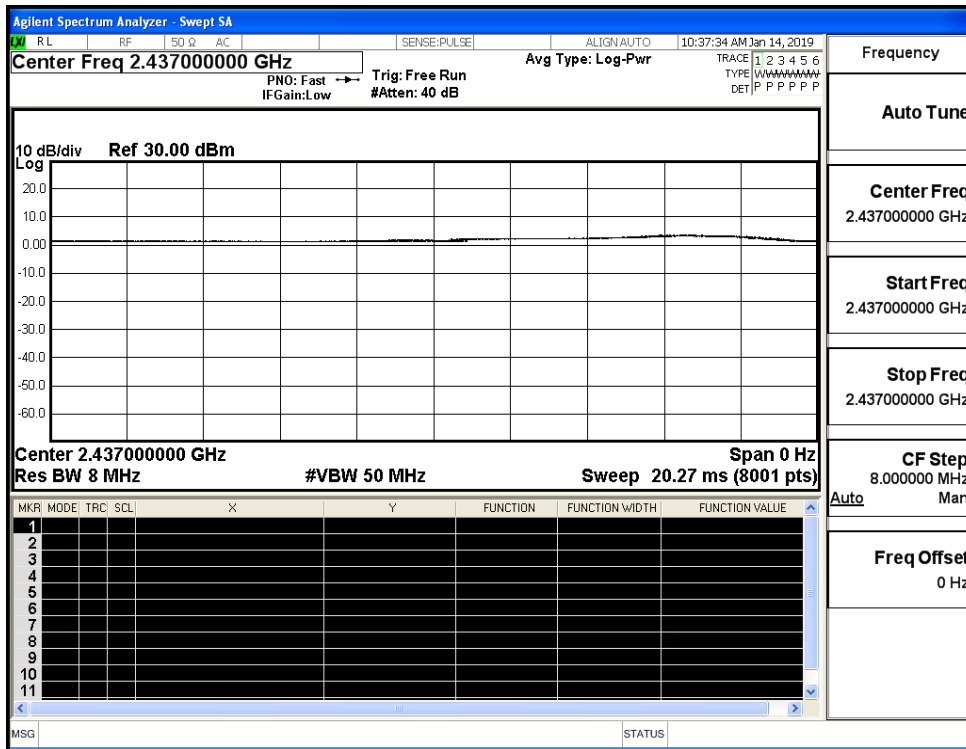 Agilent Spectrum Analyzer - Swept SA
LXI RL RF 50 Ω AC SENSE:PULSE ALIGN AUTO 10:37:34 AM Jan 14, 2019
Center Freq 2.437000000 GHz
PNO: Fast
IFGain:Low
Trig: Free Run
#Atten: 40 dB
Avg Type: Log-Pwr
TRACE 1 2 3 4 5 6
TYPE WWWWWW
DET P P P P P P
10 dB/div Ref 30.00 dBm
Log
20.0
10.0
0.00
-10.0
-20.0
-30.0
-40.0
-50.0
-60.0
Center 2.437000000 GHz Span 0 Hz
Res BW 8 MHz #VBW 50 MHz Sweep 20.27 ms (8001 pts)
MKR MODE TRC SCL X Y FUNCTION FUNCTION WIDTH FUNCTION VALUE
1
2
3
4
5
6
7
8
9
10
11
MSG STATUS
Frequency
Auto Tune
Center Freq
2.437000000 GHz
Start Freq
2.437000000 GHz
Stop Freq
2.437000000 GHz
CF Step
8.000000 MHz
Auto Man
Freq Offset
0 Hz